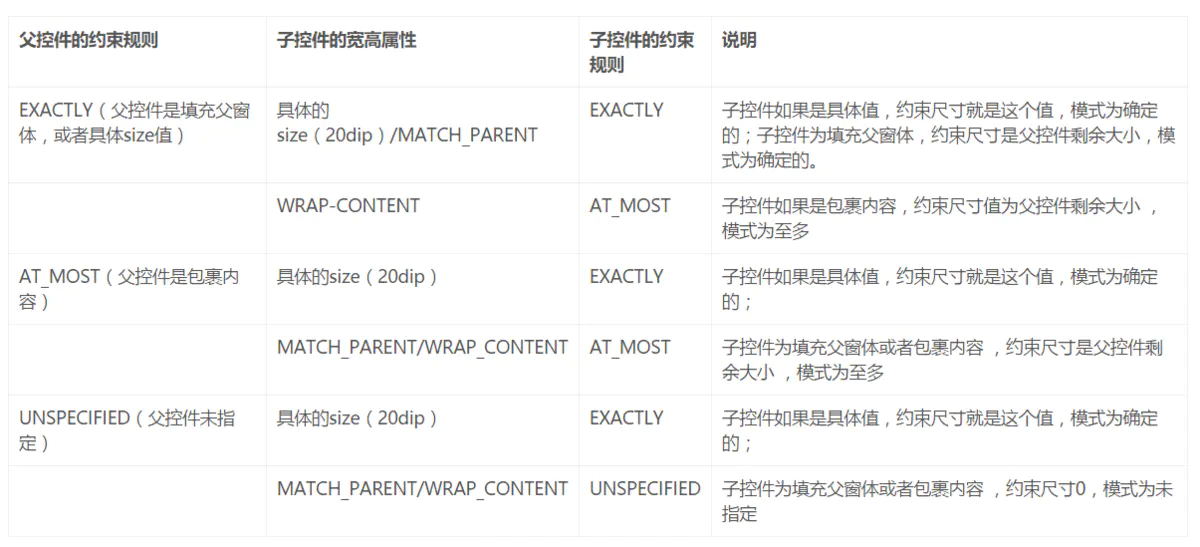 父控件的约束规则
子控件的宽高属性
子控件的约束
规则
说明
EXACTLY（父控件是填充父窗
体，或者具体size值）
具体的
size（20dip）/MATCH_PARENT
EXACTLY
子控件如果是具体值，约束尺寸就是这个值，模式为确定
的；子控件为填充父窗体，约束尺寸是父控件剩余大小，模
式为确定的。
WRAP-CONTENT
AT_MOST
子控件如果是包裹内容，约束尺寸值为父控件剩余大小 ，
模式为至多
AT_MOST（父控件是包裹内
容）
具体的size（20dip）
EXACTLY
子控件如果是具体值，约束尺寸就是这个值，模式为确定
的；
MATCH_PARENT/WRAP_CONTENT
AT_MOST
子控件为填充父窗体或者包裹内容 ，约束尺寸是父控件剩
余大小 ，模式为至多
UNSPECIFIED（父控件未指
定）
具体的size（20dip）
EXACTLY
子控件如果是具体值，约束尺寸就是这个值，模式为确定
的；
MATCH_PARENT/WRAP_CONTENT
UNSPECIFIED
子控件为填充父窗体或者包裹内容 ，约束尺寸0，模式为未
指定